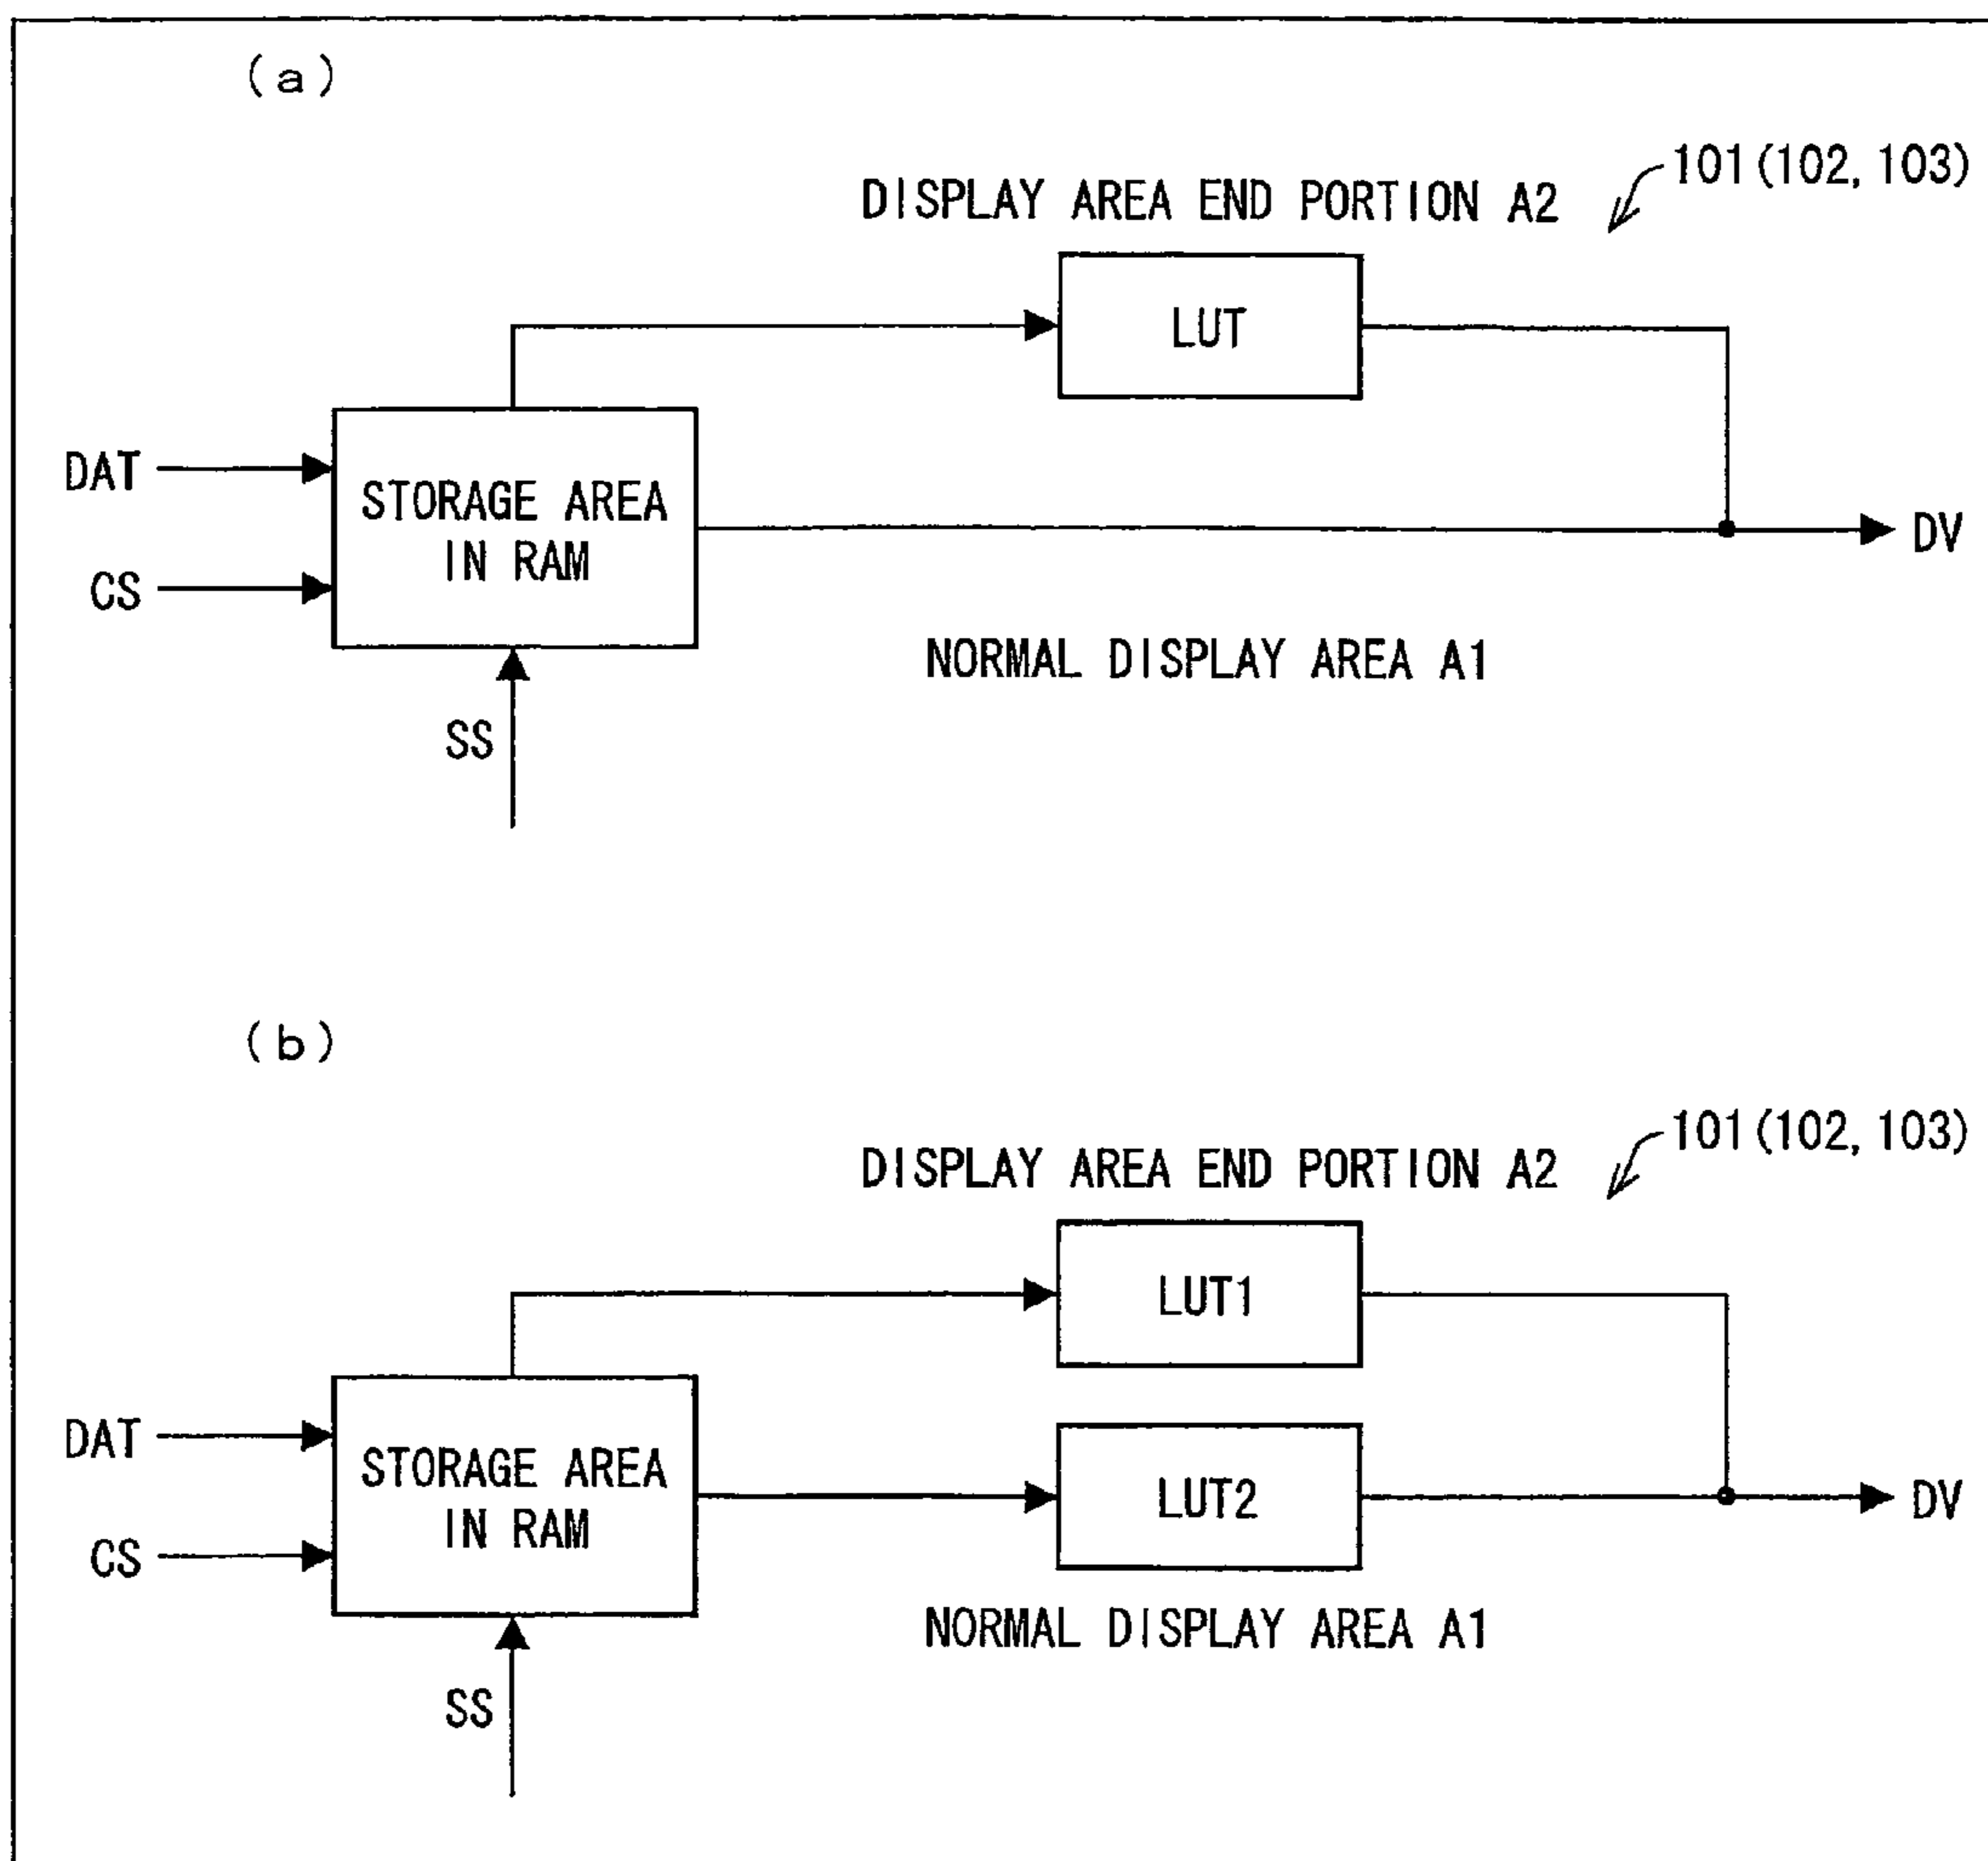 (a)
101(102, 103)
DISPLAY AREA END PORTION A2
LUT
DAT
STORAGE AREA
IN RAM
CS
DV
NORMAL DISPLAY AREA A1
SS
(b)
101(102, 103)
DISPLAY AREA END PORTION A2
LUT1
DAT
STORAGE AREA
IN RAM
LUT2
CS
DV
NORMAL DISPLAY AREA A1
SS